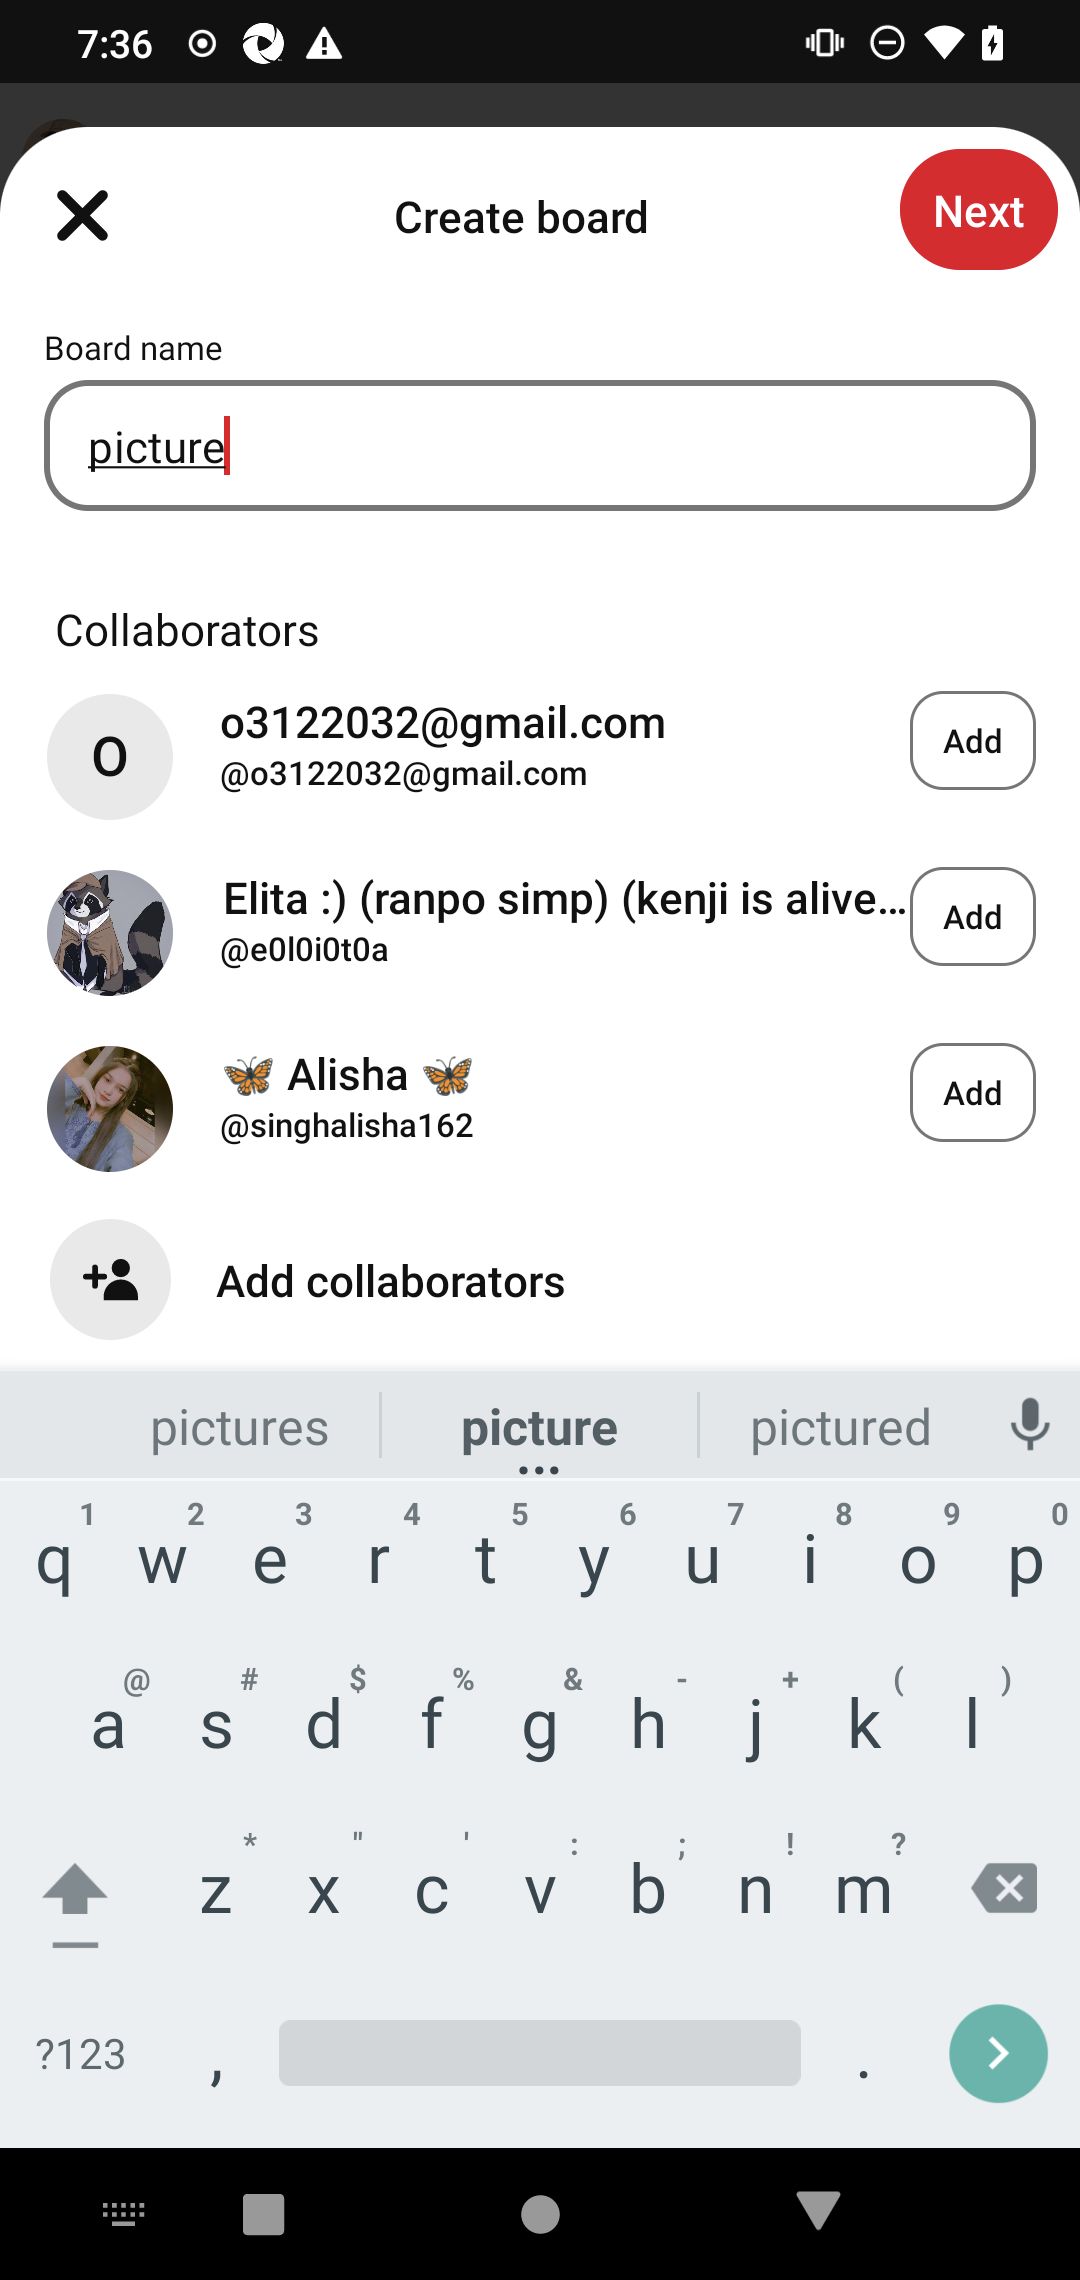 7:36
Create board
Next
Board name
picture
Collaborators
O
o3122032@gmail.com
@o3122032@gmail.com
Add
Elita :) (ranpo simp) (kenji is alive...
@e0l0i0t0a
Add
🦋 Alisha 🦋
@singhalisha162
Add
Add collaborators
pictures picture pictured
1 2 3 4 5 6 7 8 9 0
q w e r t y u i o p
@ # $ % & - + ( )
a s d f g h j k l
* " ' : ; ! ?
z x c v b n m
?123 , .